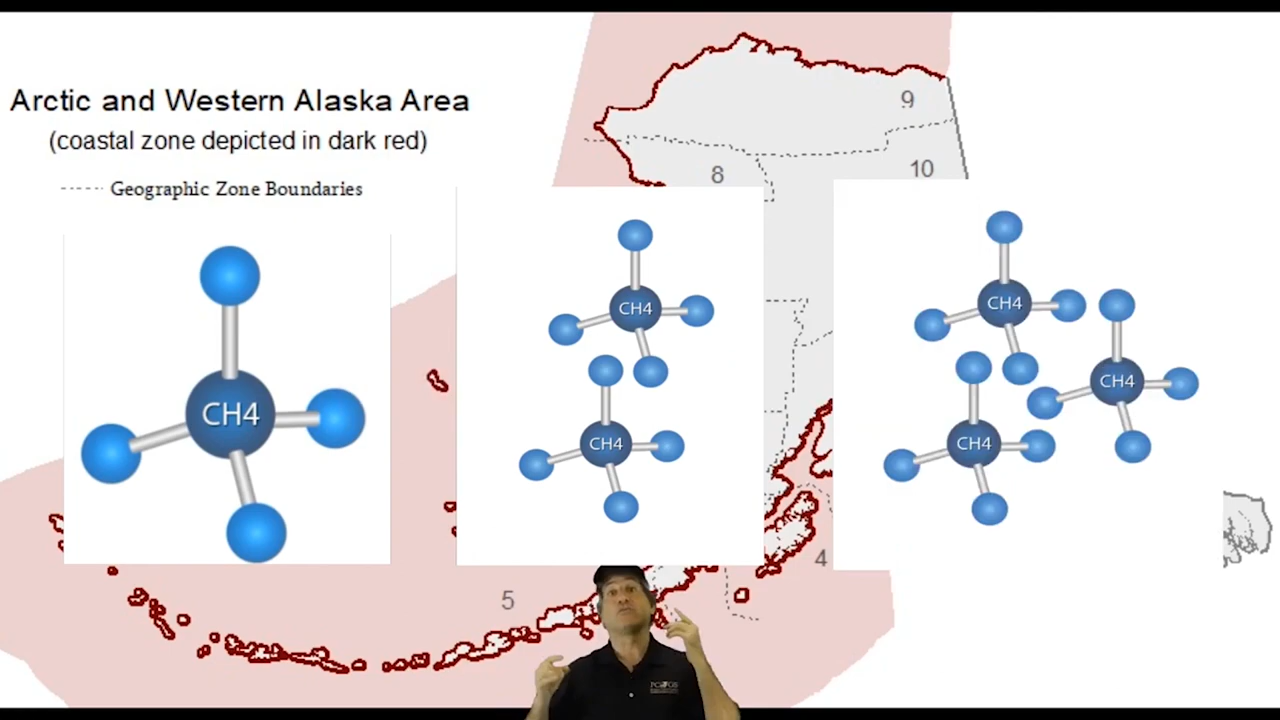 Arctic and Western Alaska Area
(coastal zone depicted in dark red)
Geographic Zone Boundaries
9
8
10
CH4
CH4
CH4
CH4
CH4
CH4
4
5